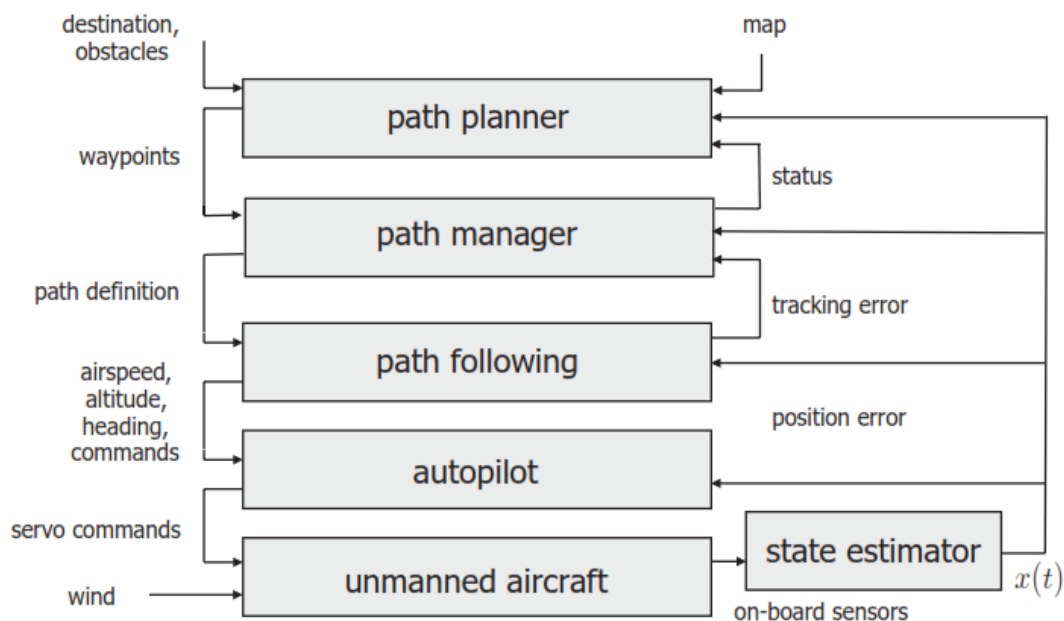 destination,
obstacles
map
path planner
waypoints
status
path manager
path definition
tracking error
path following
airspeed,
altitude,
heading,
commands
position error
autopilot
servo commands
state estimator
unmanned aircraft
x(t)
wind
on-board sensors